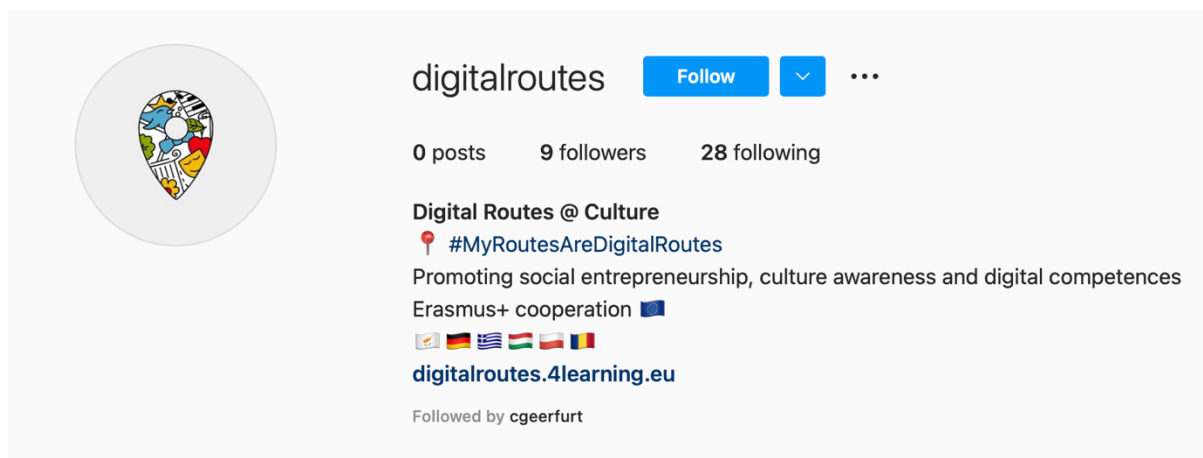 digitalroutes Follow
0 posts 9 followers 28 following
Digital Routes @ Culture
📍 #MyRoutesAreDigitalRoutes
Promoting social entrepreneurship, culture awareness and digital competences
Erasmus+ cooperation 🇪🇺
🇨🇾 🇩🇪 🇬🇷 🇭🇺 🇵🇱 🇷🇴
digitalroutes.4learning.eu
Followed by cgeerfurt